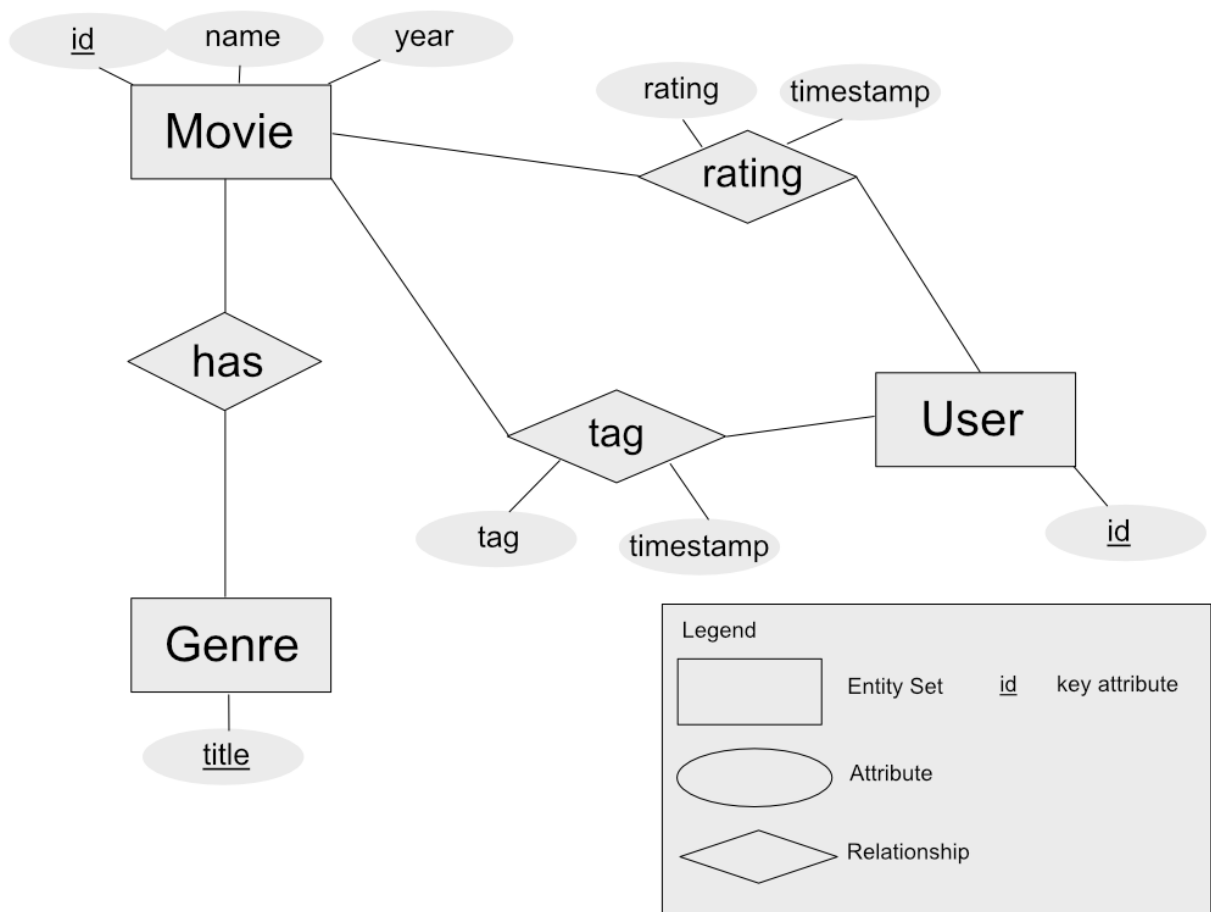 id
name
year
Movie
rating
timestamp
rating
has
tag
User
tag
timestamp
id
Genre
title
Legend
Entity Set
id
key attribute
Attribute
Relationship